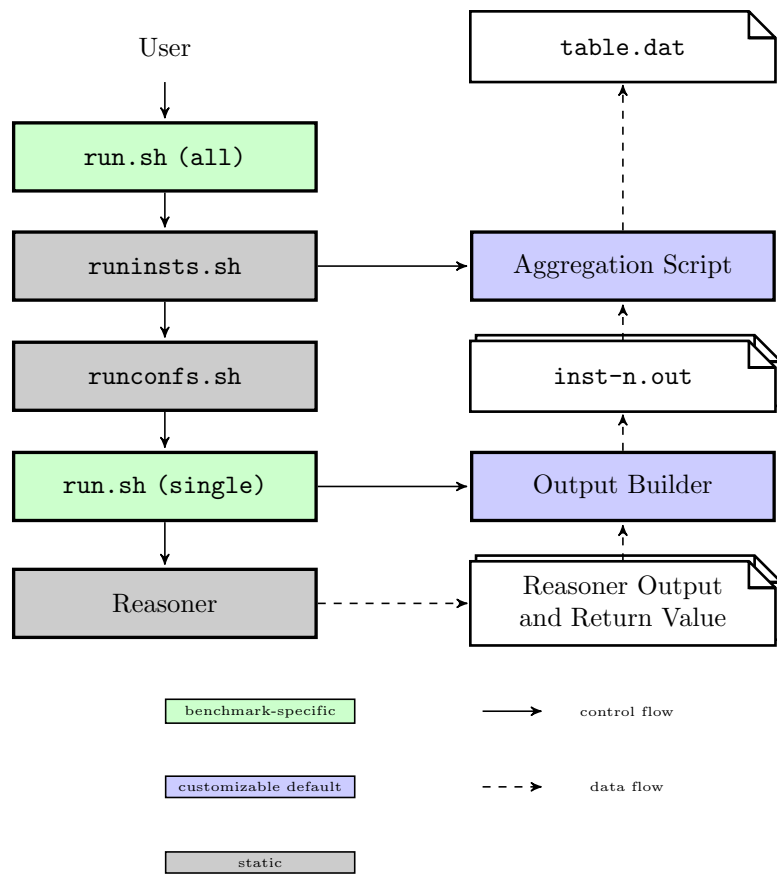 User
table.dat
run.sh (all)
runinsts.sh
Aggregation Script
runconfs.sh
inst-n.out
run.sh (single)
Output Builder
Reasoner
Reasoner Output
and Return Value
benchmark-specific
control flow
customizable default
data flow
static